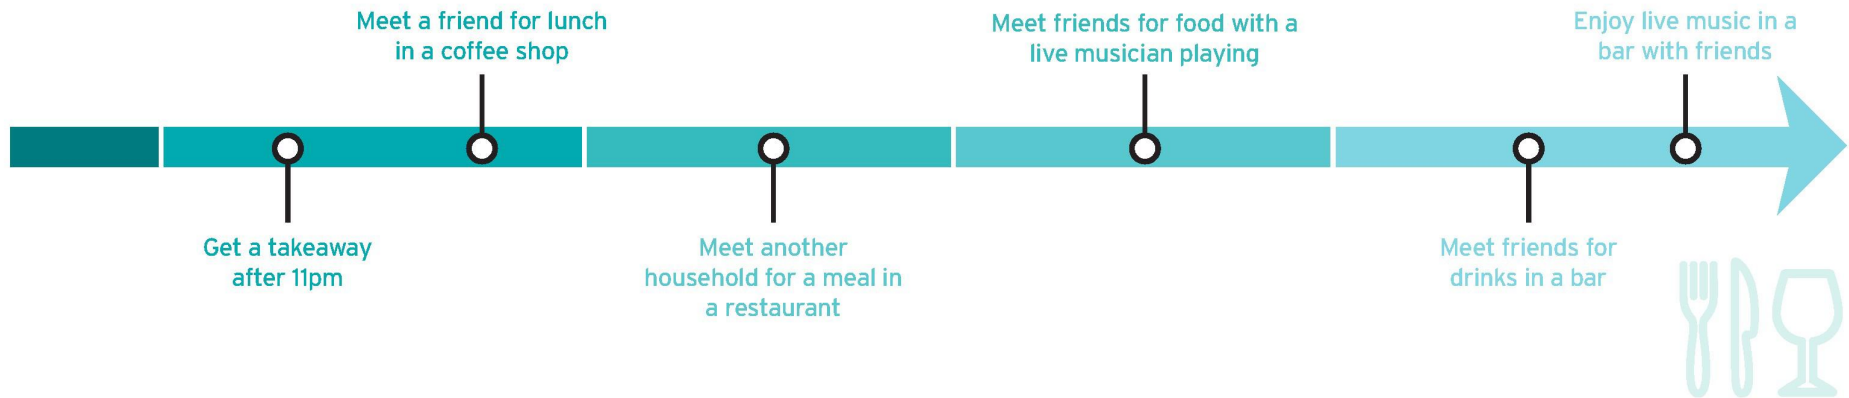 Meet a friend for lunch
in a coffee shop
Meet friends for food with a
live musician playing
Enjoy live music in a
bar with friends
Get a takeaway
after 11pm
Meet another
household for a meal in
a restaurant
Meet friends for
drinks in a bar